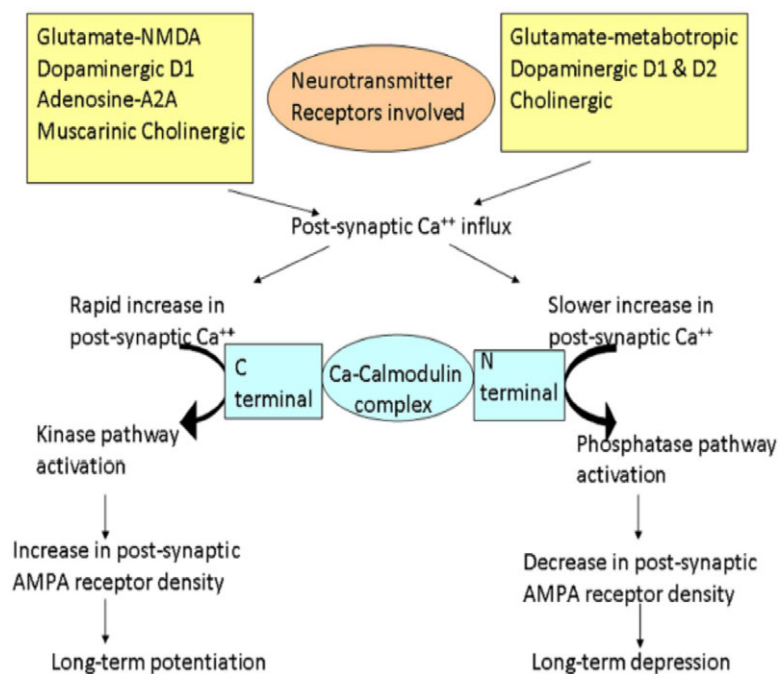 Glutamate-NMDA
Dopaminergic D1
Adenosine-A2A
Muscarinic Cholinergic
Neurotransmitter
Receptors involved
Glutamate-metabotropic
Dopaminergic D1 & D2
Cholinergic
Post-synaptic Ca⁺⁺ influx
Rapid increase in
post-synaptic Ca⁺⁺
Slower increase in
post-synaptic Ca⁺⁺
C
terminal
Ca-Calmodulin
complex
N
terminal
Kinase pathway
activation
Phosphatase pathway
activation
Increase in post-synaptic
AMPA receptor density
Decrease in post-synaptic
AMPA receptor density
Long-term potentiation
Long-term depression